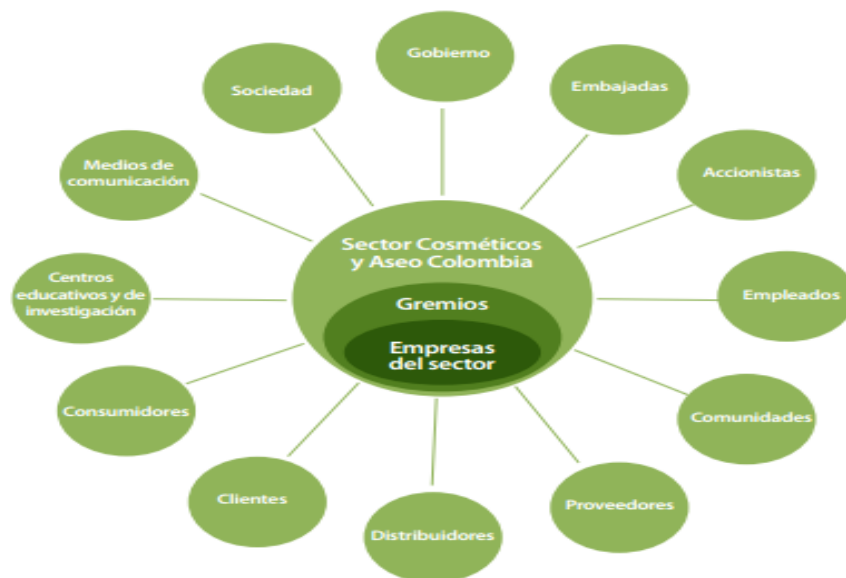 Gobierno
Sociedad
Embajadas
Medios de
comunicación
Accionistas
Sector Cosméticos
y Aseo Colombia
Centros
educativos y de
investigación
Gremios
Empleados
Empresas
del sector
Consumidores
Comunidades
Clientes
Proveedores
Distribuidores